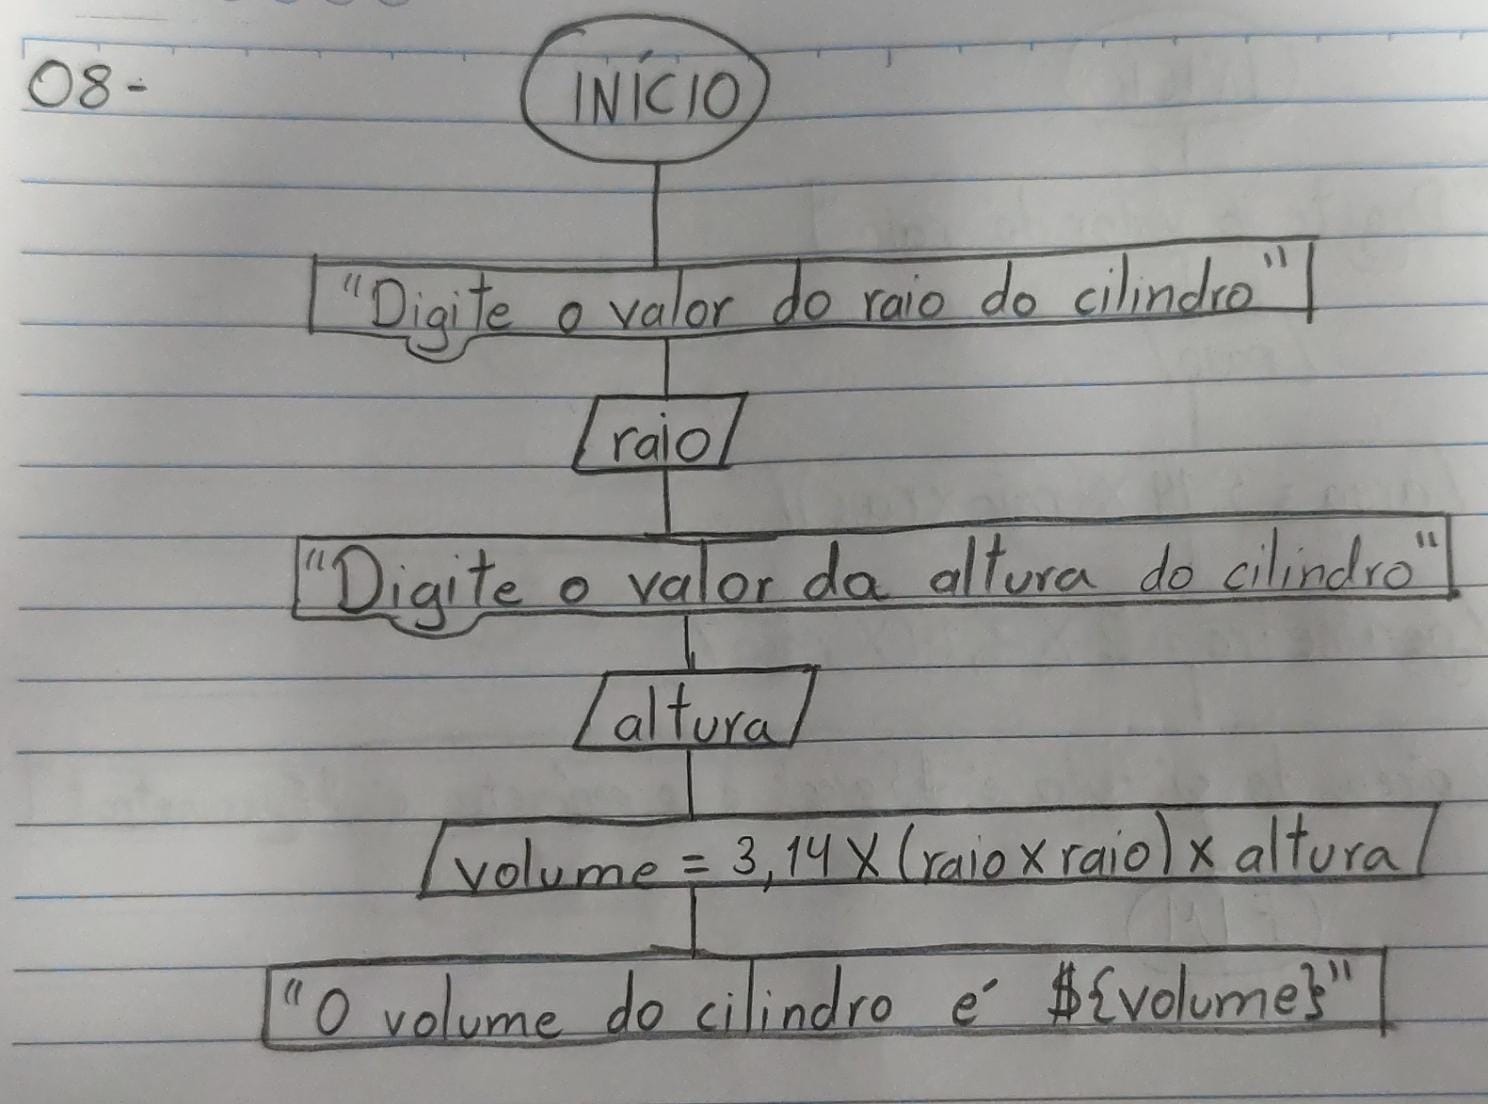 08-
INÍCIO
"Digite o valor do raio do cilindro"
raio
"Digite o valor da altura do cilindro"
altura
volume = 3,14 X (raio x raio) x altura
"O volume do cilindro é ${volume}"